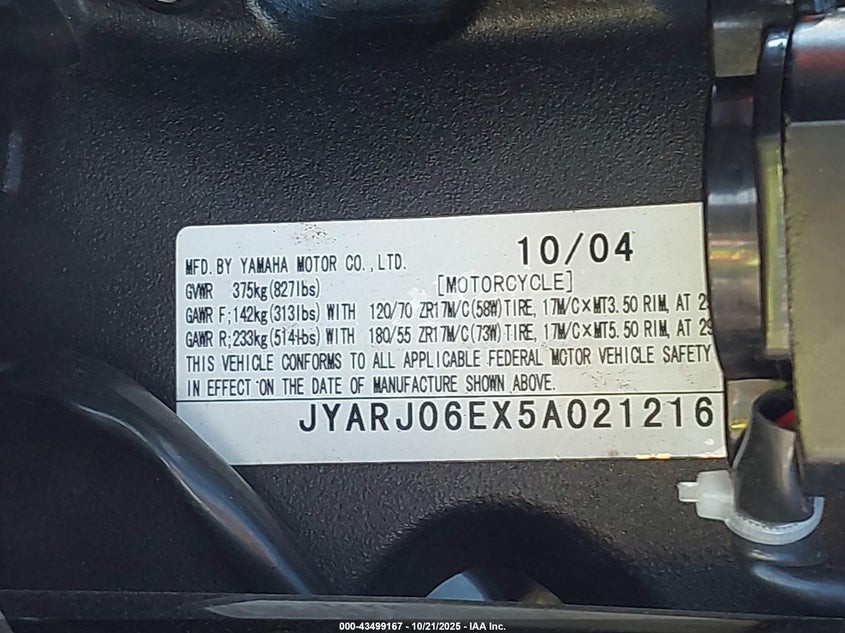 10/04
MFD. BY YAMAHA MOTOR CO., LTD.
GVWR 375kg(827lbs) [MOTORCYCLE]
GAWR F;142kg(313lbs) WITH 120/70 ZR17M/C(58W)TIRE, 17M/C×MT3.50 RIM, AT 2
GAWR R;233kg(514lbs) WITH 180/55 ZR17M/C(73W)TIRE, 17M/C×MT5.50 RIM, AT 29
THIS VEHICLE CONFORMS TO ALL APPLICABLE FEDERAL MOTOR VEHICLE SAFETY
IN EFFECT ON THE DATE OF MANUFACTURE SHOWN ABOVE.
JYARJ06EX5A021216
000-43499167 - 10/21/2025 - IAA Inc.